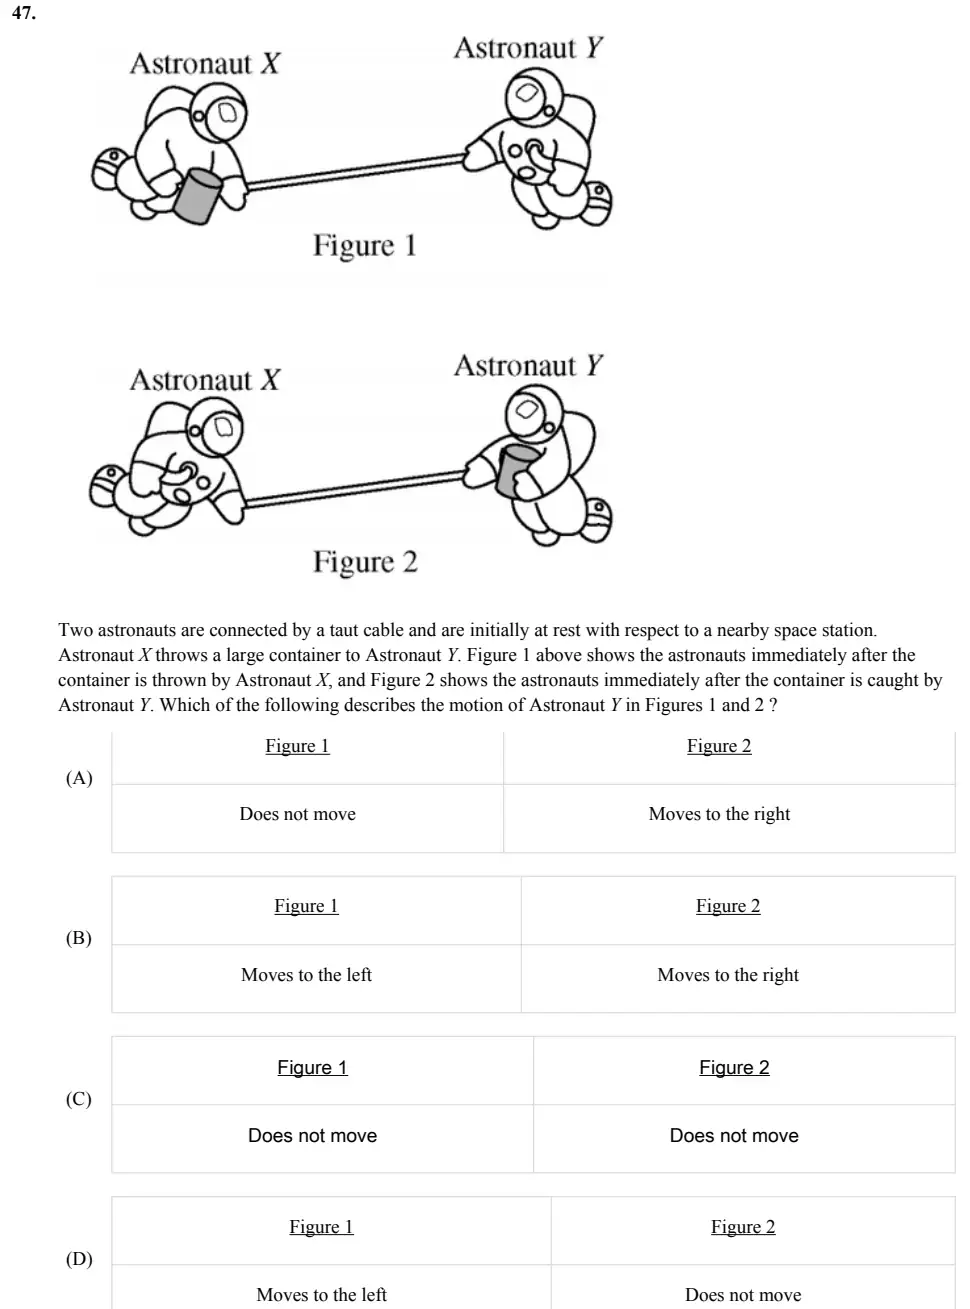 47.
Astronaut X
Astronaut Y
Figure 1
Astronaut X
Astronaut Y
Figure 2
Two astronauts are connected by a taut cable and are initially at rest with respect to a nearby space station.
Astronaut X throws a large container to Astronaut Y. Figure 1 above shows the astronauts immediately after the
container is thrown by Astronaut X, and Figure 2 shows the astronauts immediately after the container is caught by
Astronaut Y. Which of the following describes the motion of Astronaut Y in Figures 1 and 2 ?
(A)
Figure 1 Figure 2
Does not move Moves to the right
(B)
Figure 1 Figure 2
Moves to the left Moves to the right
(C)
Figure 1 Figure 2
Does not move Does not move
(D)
Figure 1 Figure 2
Moves to the left Does not move